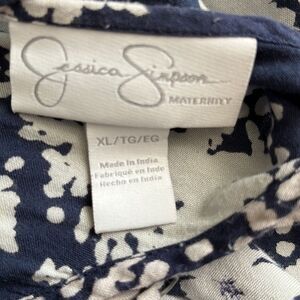 Jessica Simpson
MATERNITY
XL/TG/EG
Made in India
Fabriqué en Inde
Hecho en India